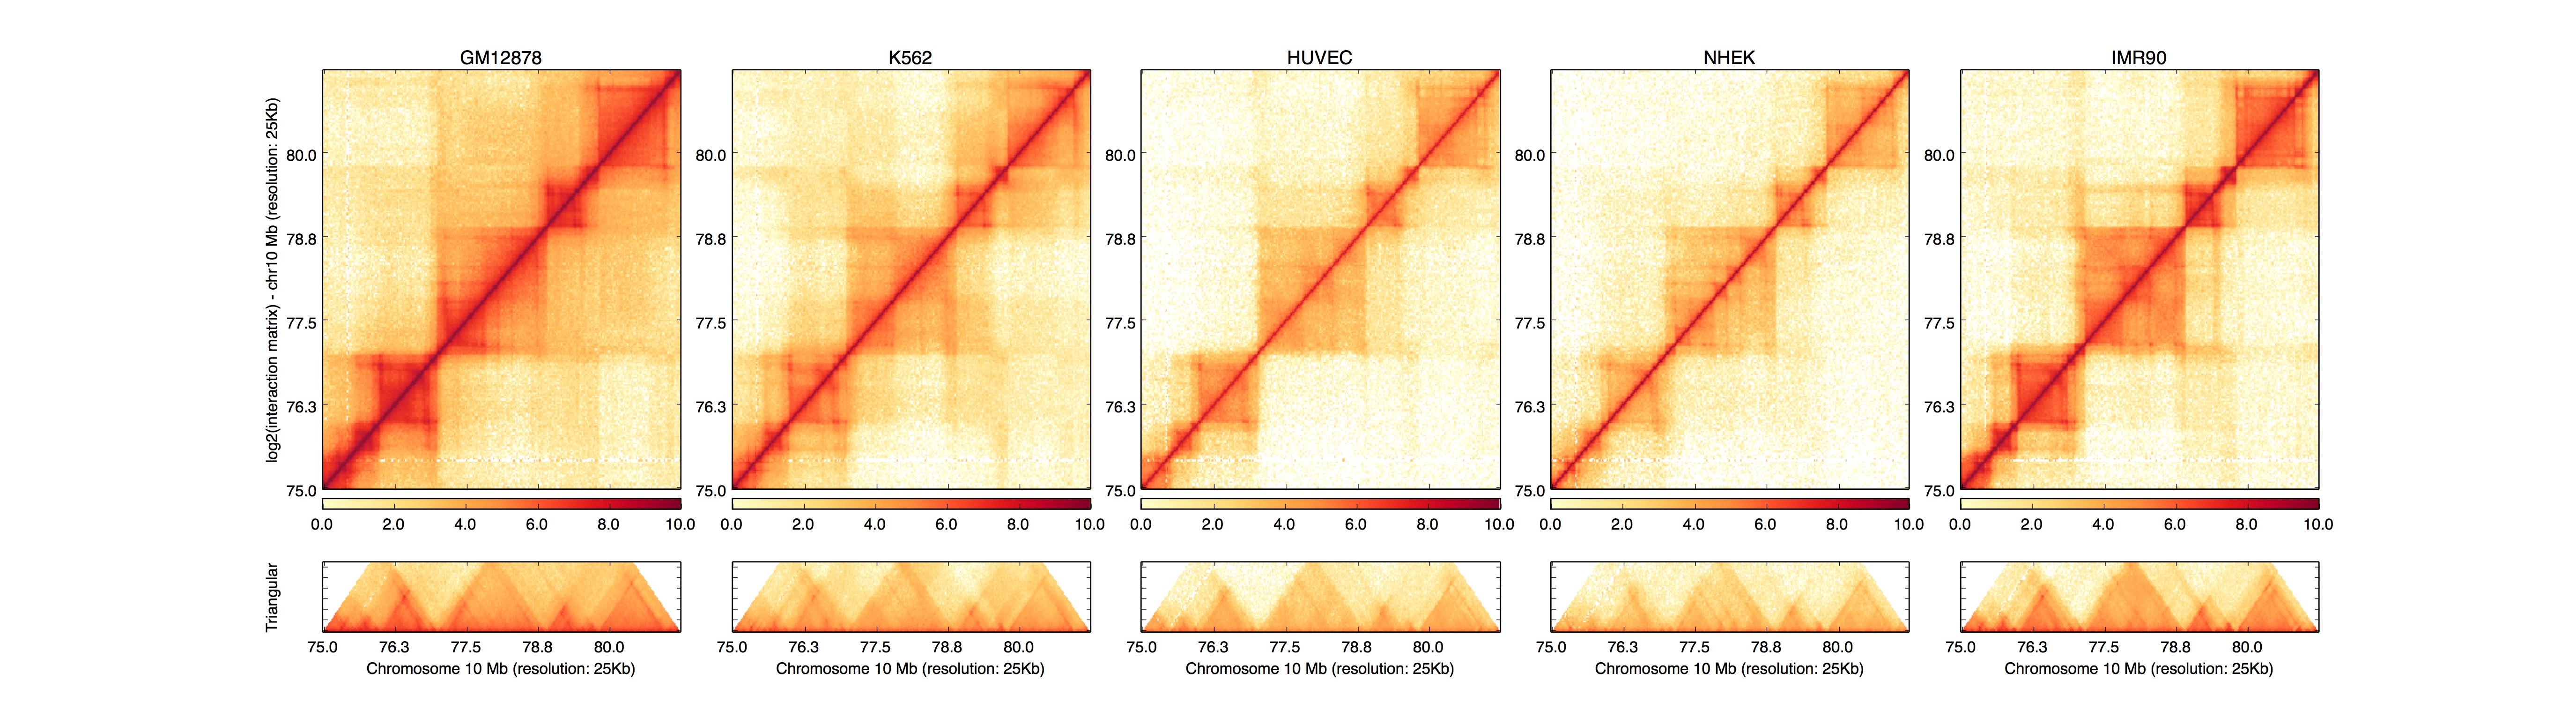 GM12878 K562 HUVEC NHEK IMR90
log2(interaction matrix) - chr10 Mb (resolution: 25Kb)
80.0 80.0 80.0 80.0 80.0
78.8 78.8 78.8 78.8 78.8
77.5 77.5 77.5 77.5 77.5
76.3 76.3 76.3 76.3 76.3
75.0 75.0 75.0 75.0 75.0
0.0 2.0 4.0 6.0 8.0 10.0 0.0 2.0 4.0 6.0 8.0 10.0 0.0 2.0 4.0 6.0 8.0 10.0 0.0 2.0 4.0 6.0 8.0 10.0 0.0 2.0 4.0 6.0 8.0 10.0
Triangular
75.0 76.3 77.5 78.8 80.0 75.0 76.3 77.5 78.8 80.0 75.0 76.3 77.5 78.8 80.0 75.0 76.3 77.5 78.8 80.0 75.0 76.3 77.5 78.8 80.0
Chromosome 10 Mb (resolution: 25Kb) Chromosome 10 Mb (resolution: 25Kb) Chromosome 10 Mb (resolution: 25Kb) Chromosome 10 Mb (resolution: 25Kb) Chromosome 10 Mb (resolution: 25Kb)